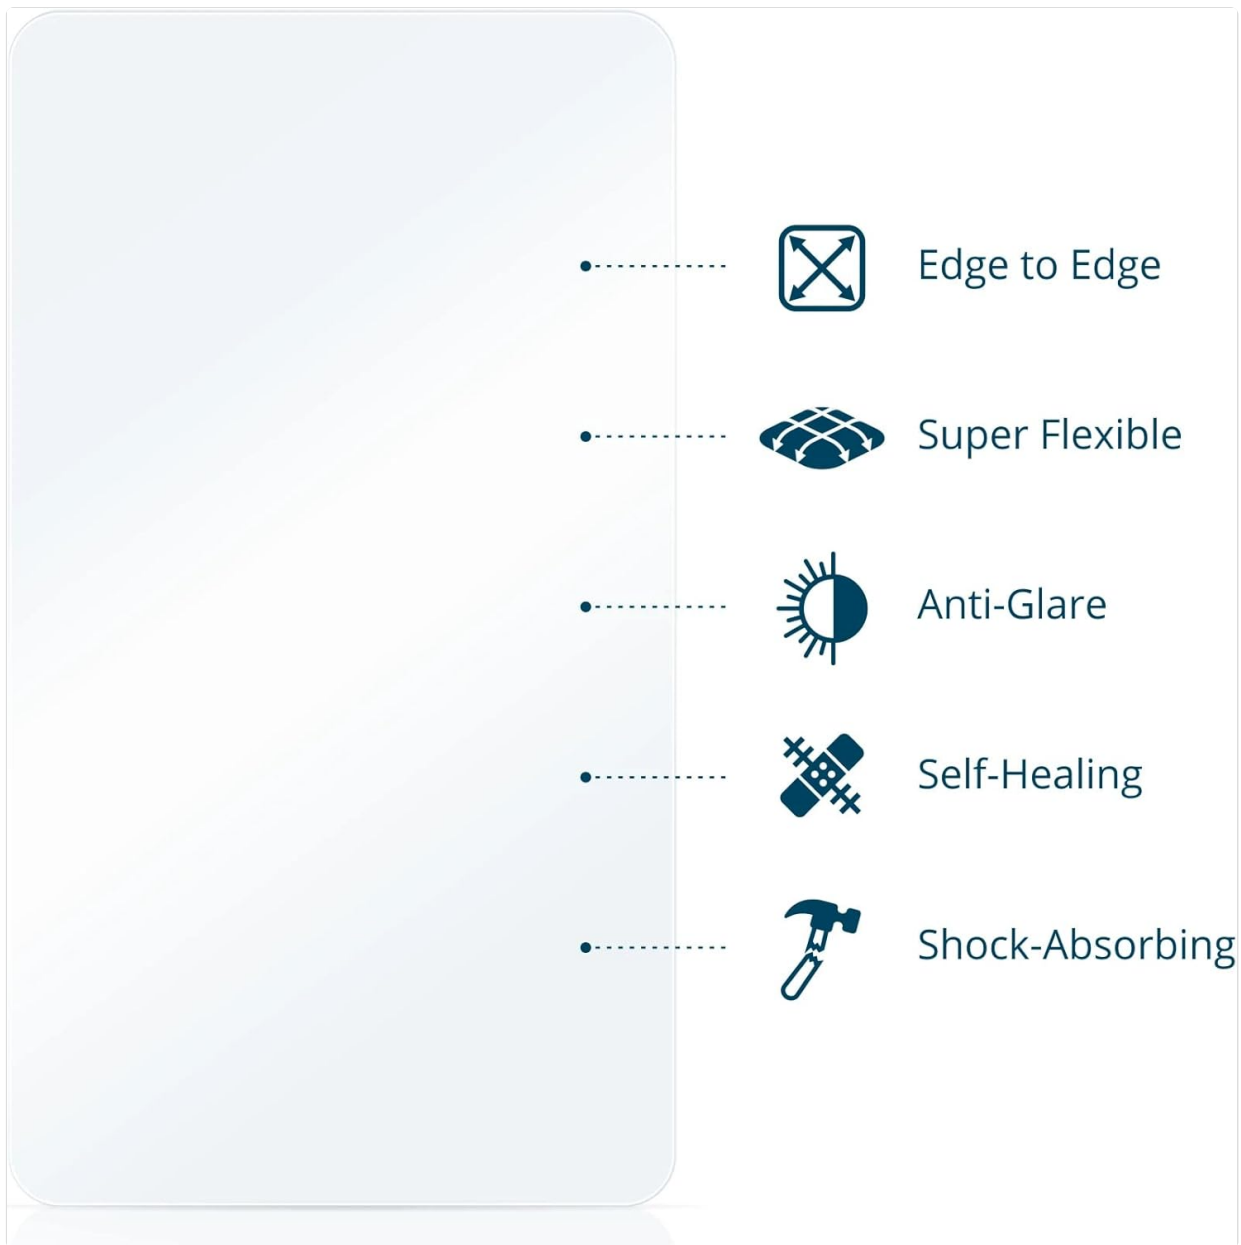 Edge to Edge
Super Flexible
Anti-Glare
Self-Healing
Shock-Absorbing